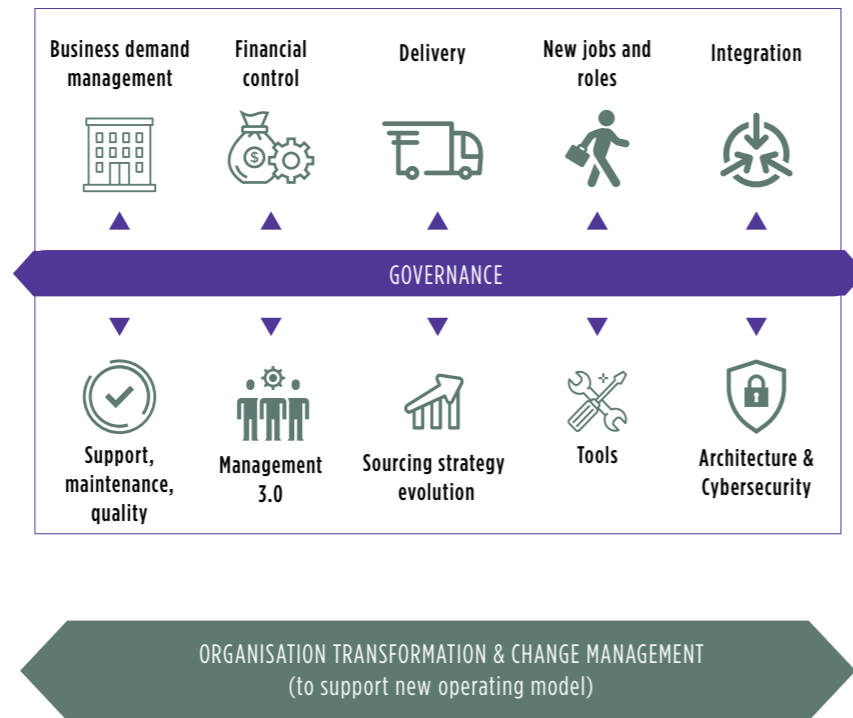 Business demand
management
Financial
control
Delivery
New jobs and
roles
Integration
$
GOVERNANCE
Support,
maintenance,
quality
Management
3.0
Sourcing strategy
evolution
Tools
Architecture &
Cybersecurity
ORGANISATION TRANSFORMATION & CHANGE MANAGEMENT
(to support new operating model)